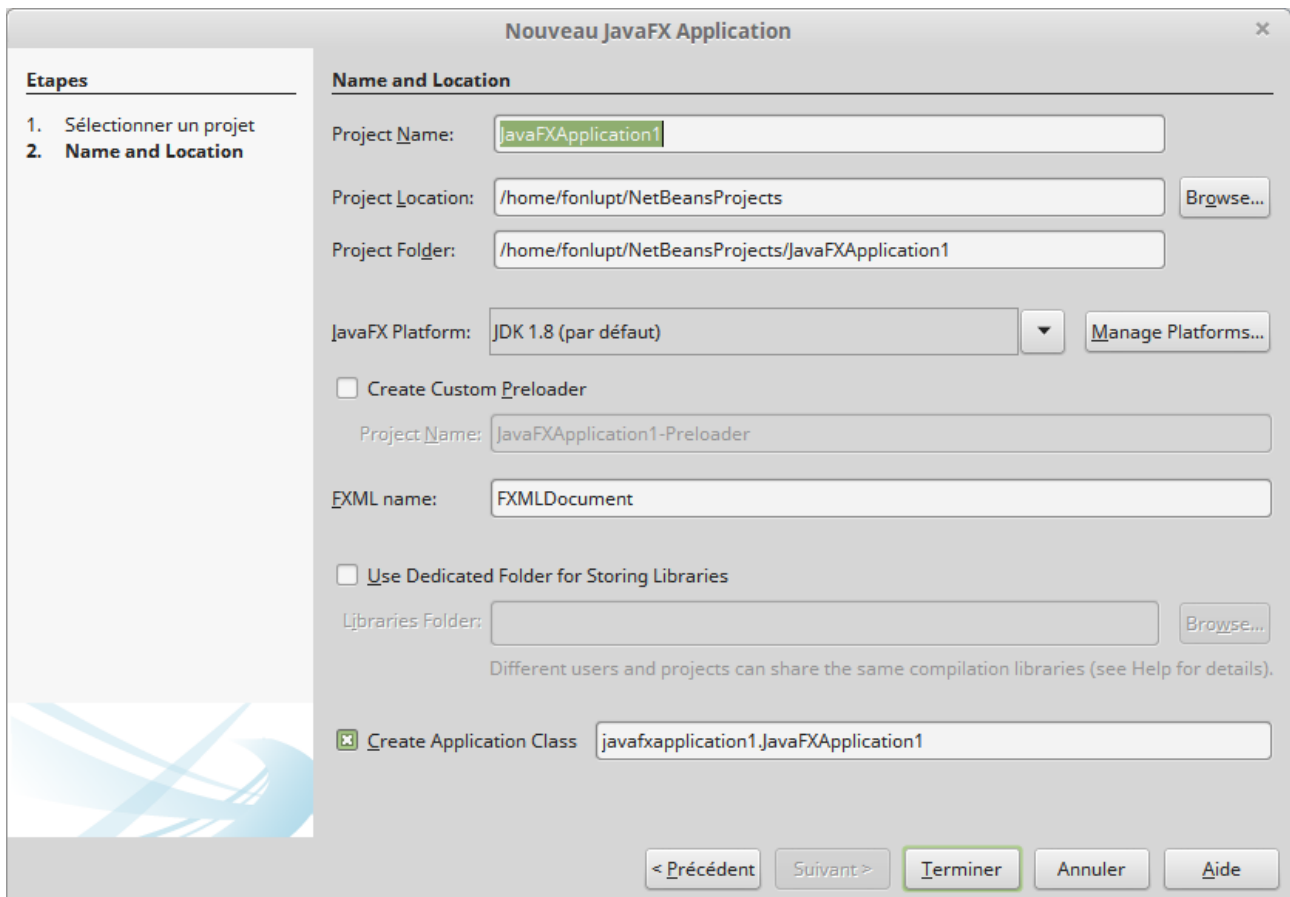 Nouveau JavaFX Application
Etapes
1. Sélectionner un projet
2. Name and Location
Name and Location
Project Name: JavaFXApplication1
Project Location: /home/fonlupt/NetBeansProjects Browse...
Project Folder: /home/fonlupt/NetBeansProjects/JavaFXApplication1
JavaFX Platform: JDK 1.8 (par défaut) Manage Platforms...
Create Custom Preloader
Project Name: JavaFXApplication1-Preloader
FXML name: FXMLDocument
Use Dedicated Folder for Storing Libraries
Libraries Folder: Browse...
Different users and projects can share the same compilation libraries (see Help for details).
Create Application Class javafxapplication1.JavaFXApplication1
< Précédent Suivant > Terminer Annuler Aide